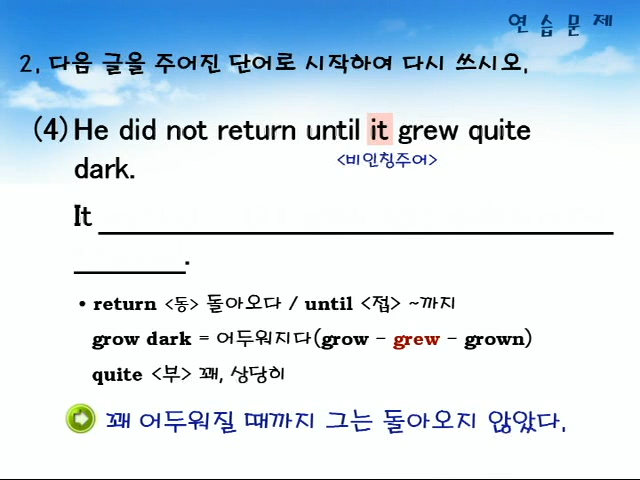 연습문제
2. 다음 글을 주어진 단어로 시작하여 다시 쓰시오.
(4) He did not return until it grew quite
<비인칭주어>
dark.
It
.
• return <동> 돌아오다 / until <접> ~까지
grow dark = 어두워지다(grow - grew - grown)
quite <부> 꽤, 상당히
꽤 어두워질 때까지 그는 돌아오지 않았다.